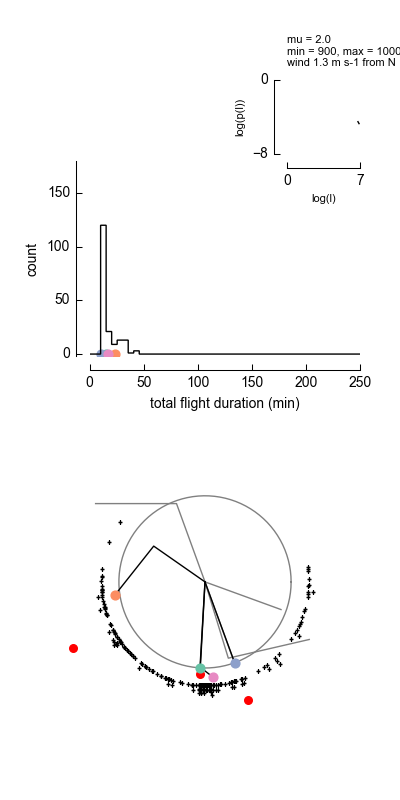 mu = 2.0
min = 900, max = 1000
wind 1.3 m s-1 from N
0
log(p(l))
−8
0
7
log(l)
150
100
50
0
count
0
50
100
150
200
250
total flight duration (min)